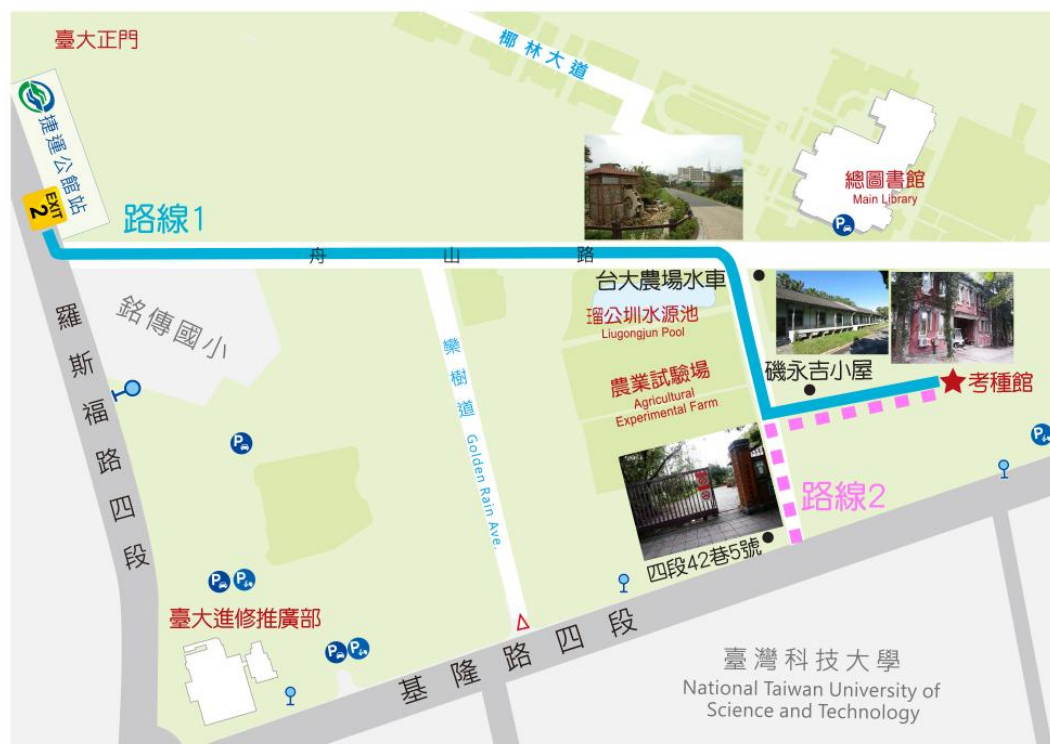 臺大正門
椰林大道
捷運公館站
EXIT 2
路線1
總圖書館
Main Library
P
舟山路
台大農場水車
瑠公圳水源池
Liugongjun Pool
銘傳國小
羅斯福路四段
欒樹道 Golden Rain Ave.
農業試驗場
Agricultural
Experimental Farm
磯永吉小屋
考種館
P
P
路線2
四段42巷5號
P P
臺大進修推廣部
P P
基隆路四段
臺灣科技大學
National Taiwan University of
Science and Technology